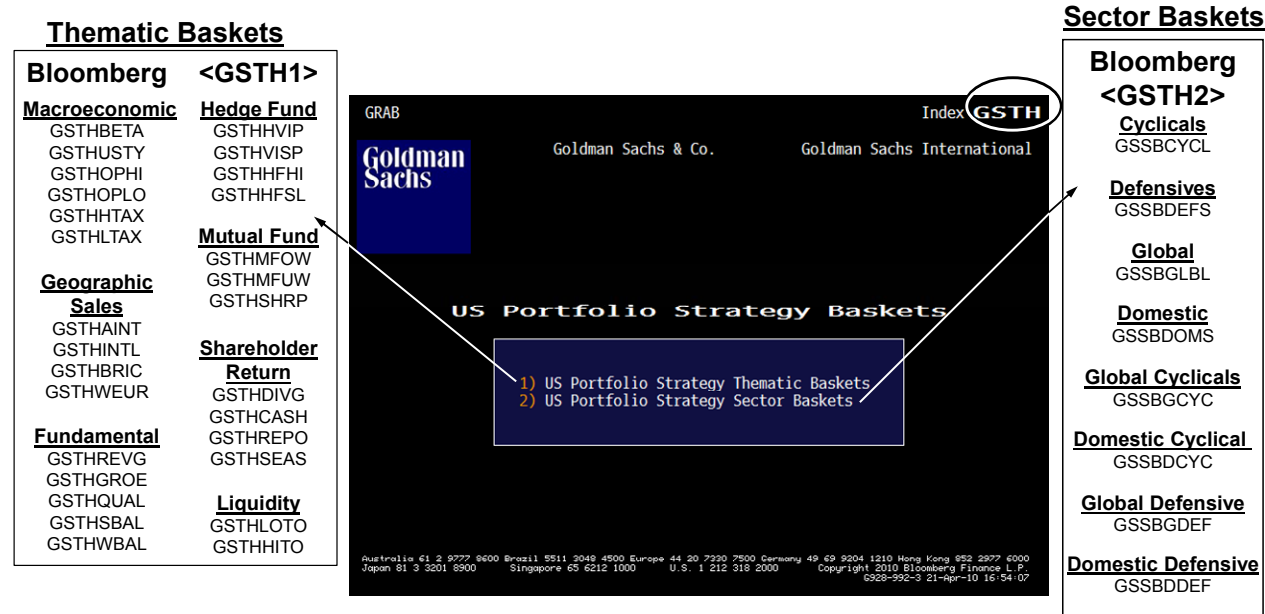 Thematic Baskets
Bloomberg <GSTH1>
Macroeconomic
GSTHBETA
GSTHUSTY
GSTHOPHI
GSTHOPLO
GSTHHTAX
GSTHLTAX
Geographic
Sales
GSTHAINT
GSTHINTL
GSTHBRIC
GSTHWEUR
Fundamental
GSTHREVG
GSTHGROE
GSTHQUAL
GSTHSBAL
GSTHWBAL
Hedge Fund
GSTHHVIP
GSTHVISP
GSTHHFHI
GSTHHFSL
Mutual Fund
GSTHMFOW
GSTHMFUW
GSTHSHRP
Shareholder
Return
GSTHDIVG
GSTHCASH
GSTHREPO
GSTHSEAS
Liquidity
GSTHLOTO
GSTHHITO
GRAB Index GSTH
Goldman
Sachs
Goldman Sachs & Co. Goldman Sachs International
US Portfolio Strategy Baskets
1) US Portfolio Strategy Thematic Baskets
2) US Portfolio Strategy Sector Baskets
Australia 61 2 9777 8600 Brazil 5511 3048 4500 Europe 44 20 7330 7500 Germany 49 69 9204 1210 Hong Kong 852 2977 6000
Japan 81 3 3201 8900 Singapore 65 6212 1000 U.S. 1 212 318 2000 Copyright 2010 Bloomberg Finance L.P.
G928-992-3 21-Apr-10 16:54:07
Sector Baskets
Bloomberg
<GSTH2>
Cyclicals
GSSBCYCL
Defensives
GSSBDEFS
Global
GSSBGLBL
Domestic
GSSBDOMS
Global Cyclicals
GSSBGCYC
Domestic Cyclical
GSSBDCYC
Global Defensive
GSSBGDEF
Domestic Defensive
GSSBDDEF